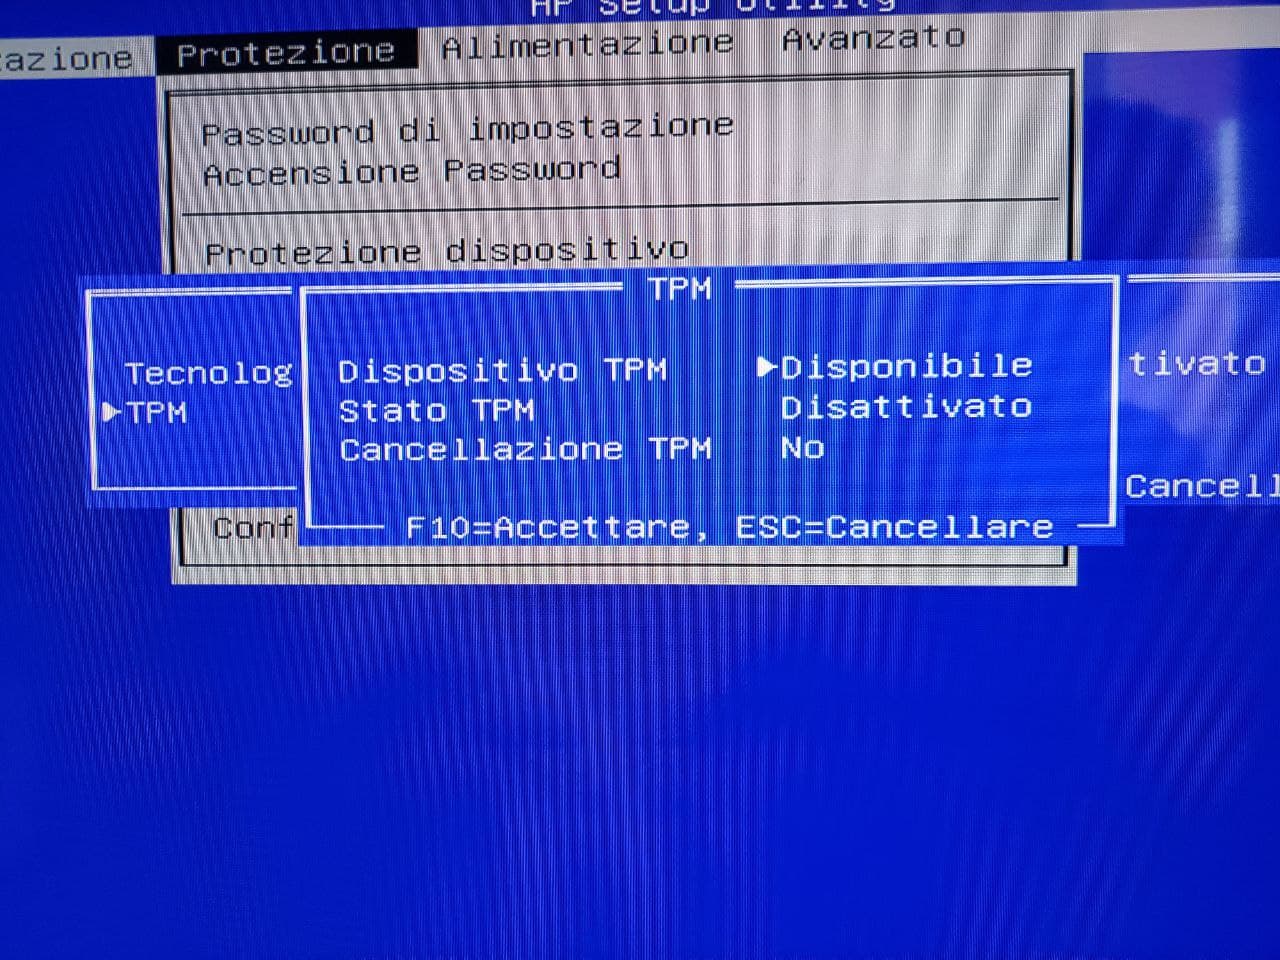 HP Setup Utility
tazione Protezione Alimentazione Avanzato
Password di impostazione
Accensione Password
Protezione dispositivo
TPM
Tecnolog Dispositivo TPM ▶Disponibile tivato
▶TPM Stato TPM Disattivato
Cancellazione TPM No
Cancell
Conf F10=Accettare, ESC=Cancellare